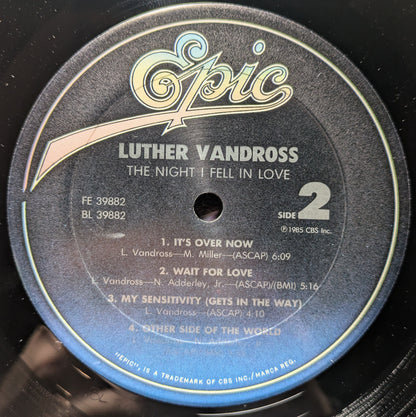 Epic
LUTHER VANDROSS
THE NIGHT I FELL IN LOVE
FE 39882
BL 39882
SIDE 2
℗1985 CBS Inc.
1. IT'S OVER NOW
L. Vandross—M. Miller—(ASCAP) 6:09
2. WAIT FOR LOVE
L. Vandross—N. Adderley, Jr.—(ASCAP)/(BMI) 5:16
3. MY SENSITIVITY (GETS IN THE WAY)
L. Vandross—(ASCAP) 4:10
4. OTHER SIDE OF THE WORLD
"EPIC", IS A TRADEMARK OF CBS INC./MARCA REG.